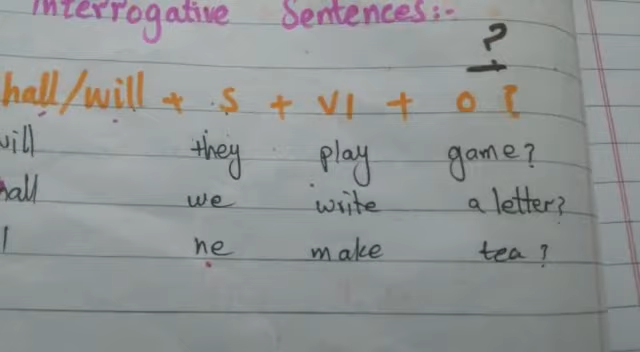 Interrogative Sentences:-
?
hall/will + S + V1 + O ?
will they play game?
hall we write a letter?
l he make tea?